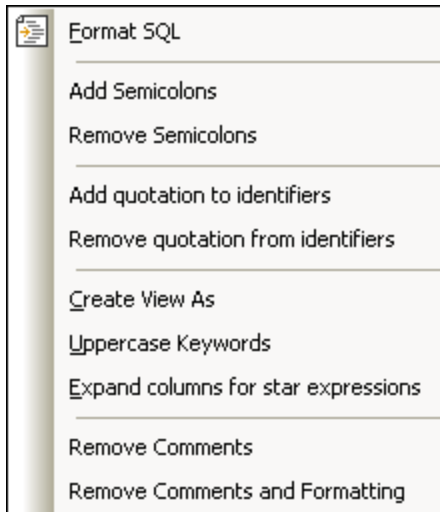 Format SQL
Add Semicolons
Remove Semicolons
Add quotation to identifiers
Remove quotation from identifiers
Create View As
Uppercase Keywords
Expand columns for star expressions
Remove Comments
Remove Comments and Formatting